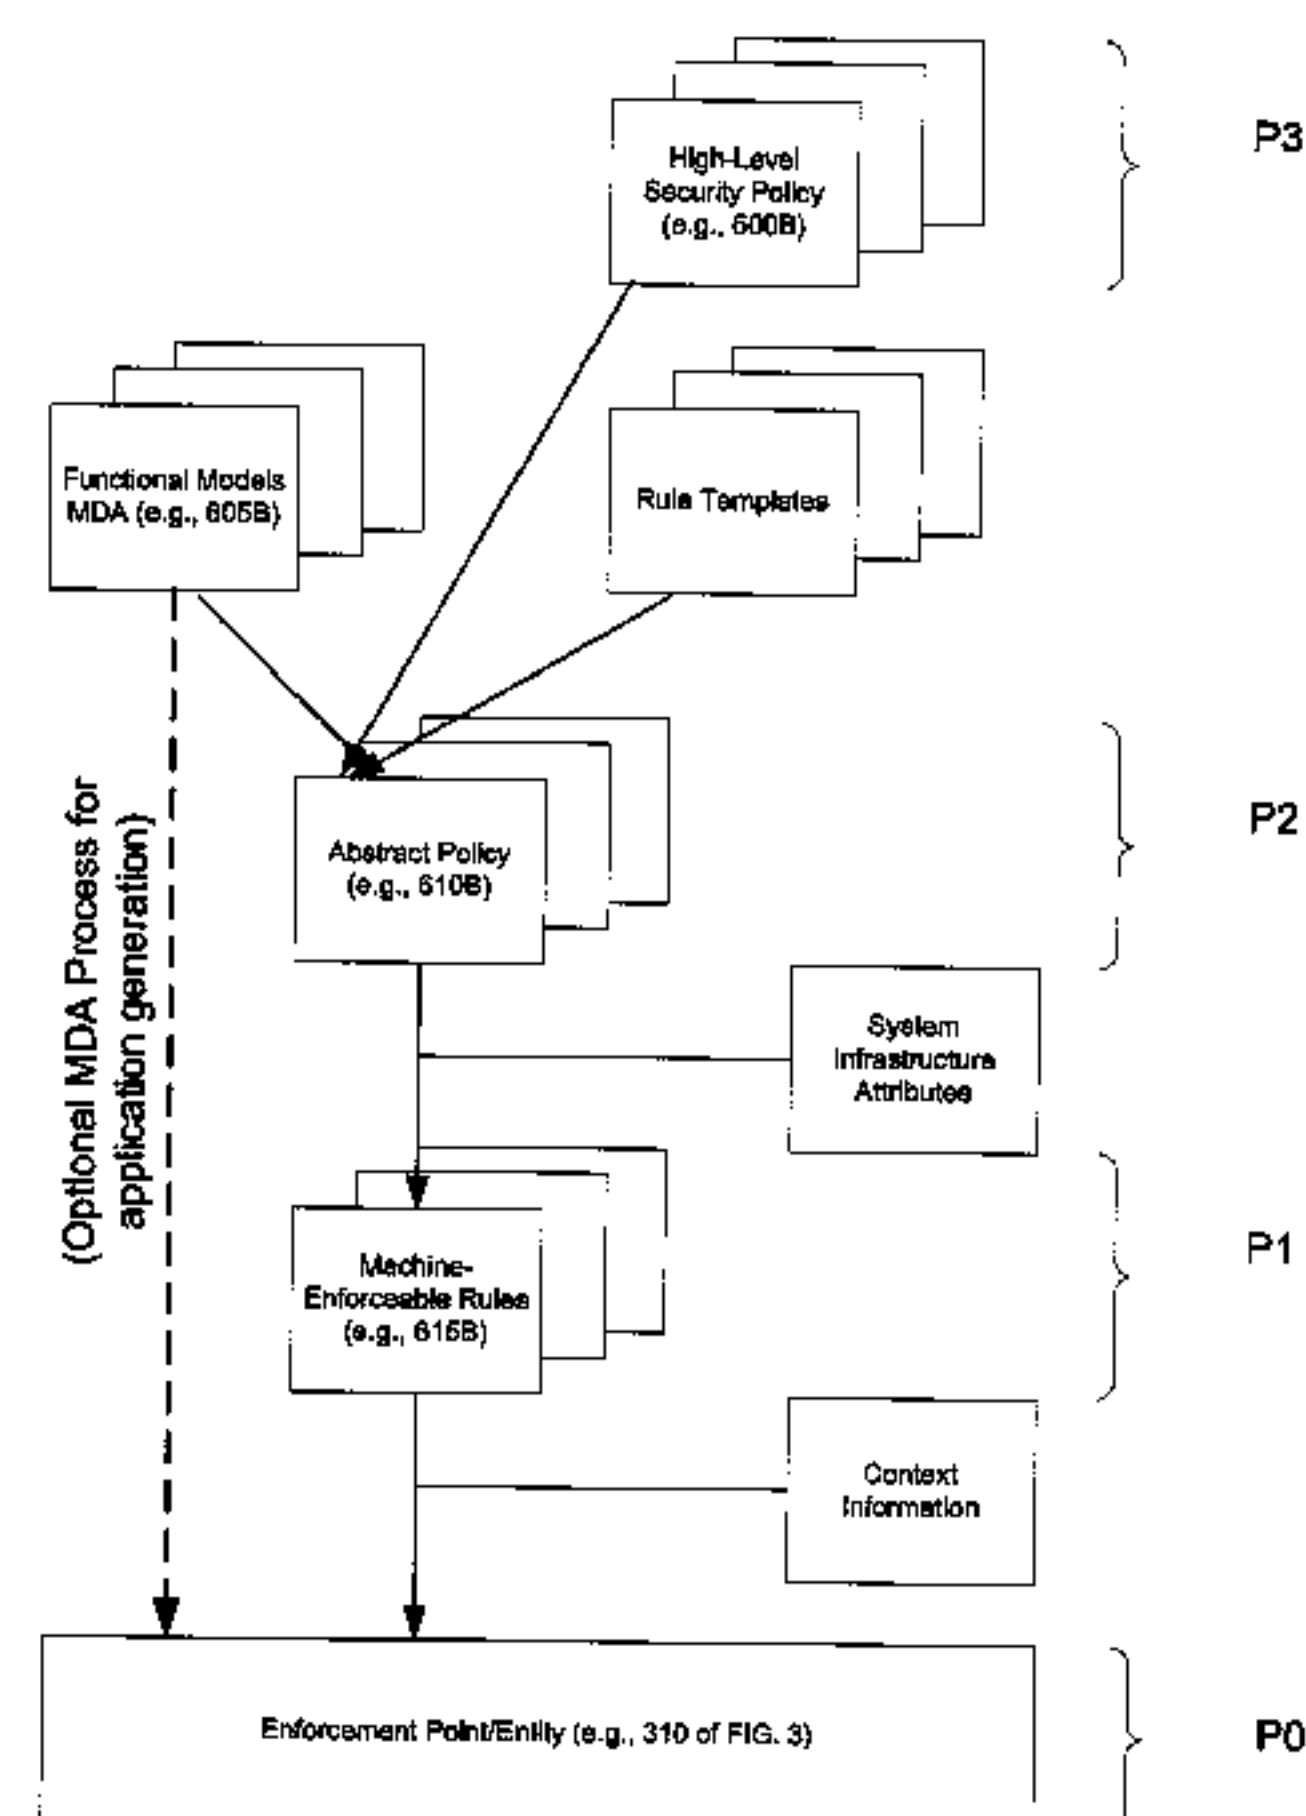 P3
High-Level
Security Policy
(e.g., 600B)
Functional Models
MDA (e.g., 605B)
Rule Templates
P2
Abstract Policy
(e.g., 610B)
(Optional MDA Process for
application generation)
System
Infrastructure
Attributes
P1
Machine-
Enforceable Rules
(e.g., 615B)
Context
Information
Enforcement Point/Entity (e.g., 310 of FIG. 3)
P0